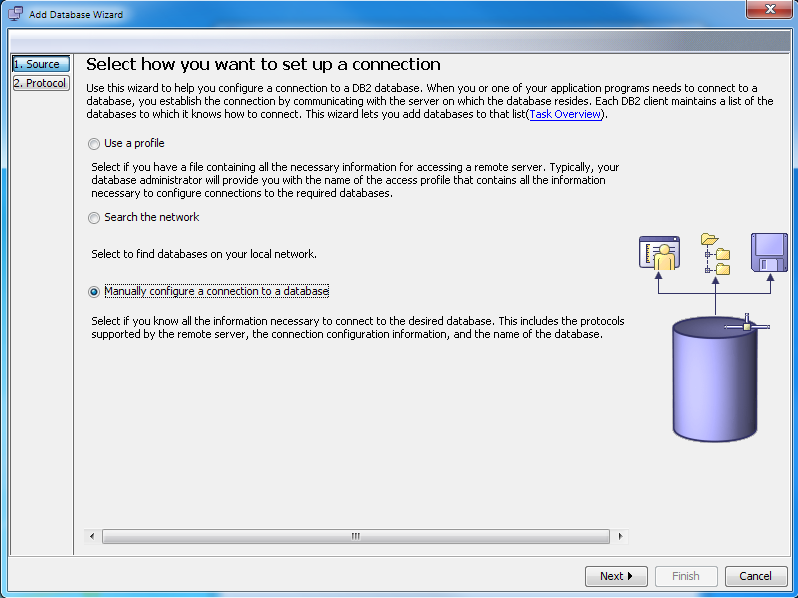 Add Database Wizard
1. Source
2. Protocol
Select how you want to set up a connection
Use this wizard to help you configure a connection to a DB2 database. When you or one of your application programs needs to connect to a
database, you establish the connection by communicating with the server on which the database resides. Each DB2 client maintains a list of the
databases to which it knows how to connect. This wizard lets you add databases to that list(Task Overview).
Use a profile
Select if you have a file containing all the necessary information for accessing a remote server. Typically, your
database administrator will provide you with the name of the access profile that contains all the information
necessary to configure connections to the required databases.
Search the network
Select to find databases on your local network.
Manually configure a connection to a database
Select if you know all the information necessary to connect to the desired database. This includes the protocols
supported by the remote server, the connection configuration information, and the name of the database.
Next
Finish
Cancel